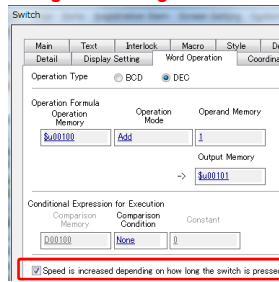 Switch
Main Text Interlock Macro Style
Detail Display Setting Word Operation
Operation Type BCD DEC
Operation Formula
Operation Memory Operation Mode Operand Memory
$u00100 Add 1
Output Memory
-> $u00101
Conditional Expression for Execution
Comparison Memory Comparison Condition Constant
D00100 None 0
Speed is increased depending on how long the switch is